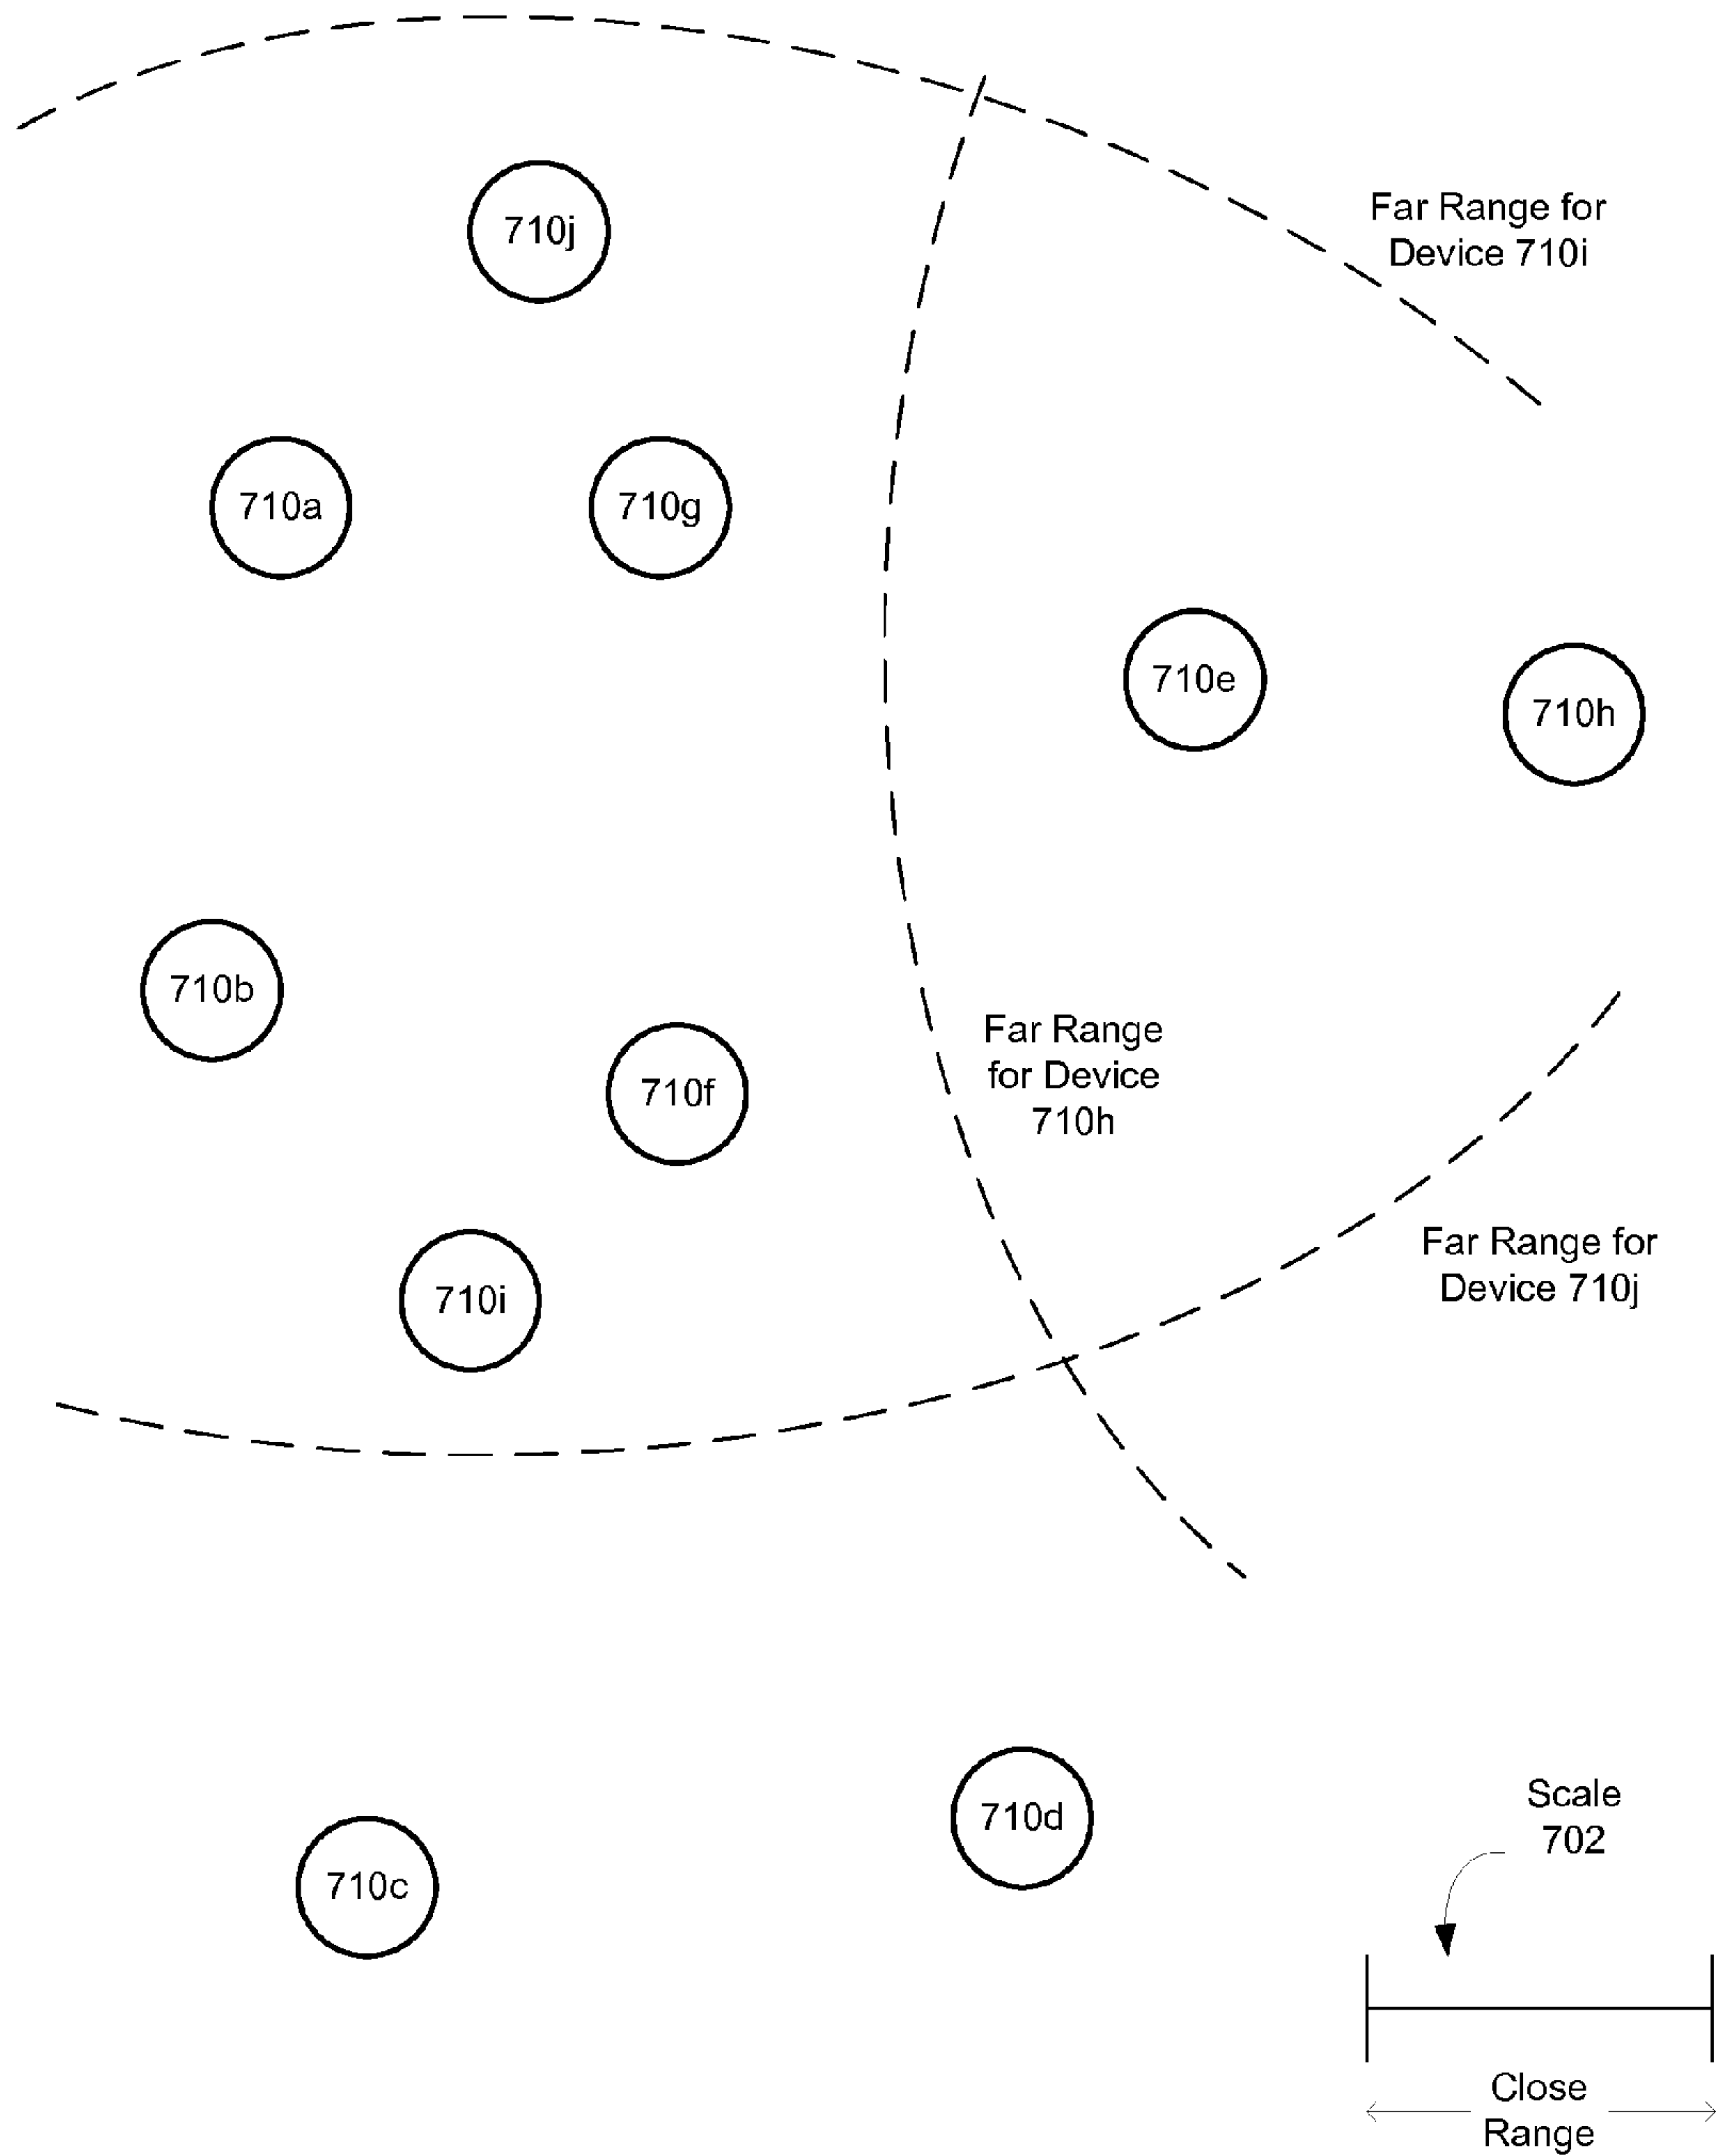 710j
Far Range for
Device 710i
710a
710g
710e
710h
710b
Far Range
for Device
710h
710f
Far Range for
Device 710j
710i
710d
Scale
702
710c
Close
Range